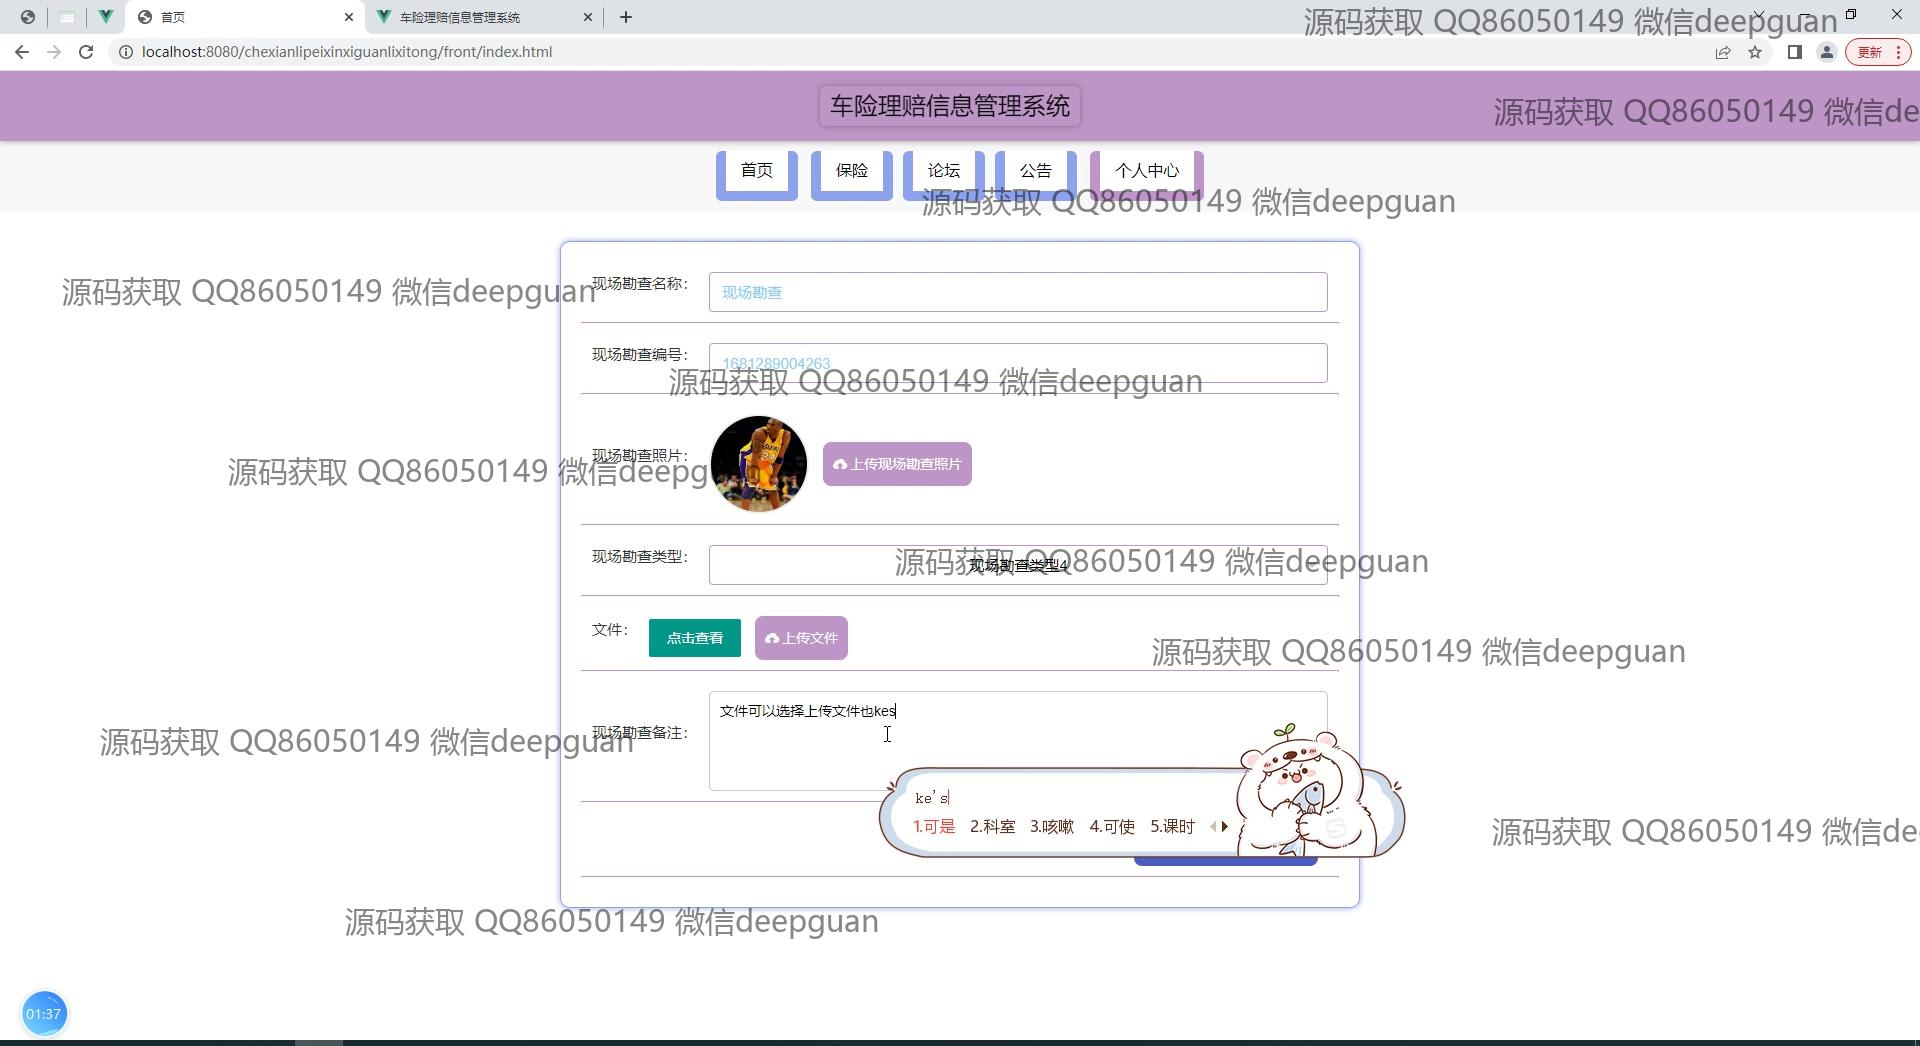 首页
车险理赔信息管理系统
源码获取 QQ86050149 微信deepguan
localhost:8080/chexianlipeixinxiguanlixitong/front/index.html
更新
车险理赔信息管理系统
源码获取 QQ86050149 微信de
首页 保险 论坛 公告 个人中心
源码获取 QQ86050149 微信deepguan
源码获取 QQ86050149 微信deepguan
现场勘查名称： 现场勘查
现场勘查编号： 1681289004263
源码获取 QQ86050149 微信deepguan
现场勘查照片： 上传现场勘查照片
源码获取 QQ86050149 微信deepg
现场勘查类型： 现场勘查类型4
源码获取 QQ86050149 微信deepguan
文件： 点击查看 上传文件
源码获取 QQ86050149 微信deepguan
现场勘查备注： 文件可以选择上传文件也kes
源码获取 QQ86050149 微信deepguan
ke's
1.可是 2.科室 3.咳嗽 4.可使 5.课时
源码获取 QQ86050149 微信de
源码获取 QQ86050149 微信deepguan
01:37